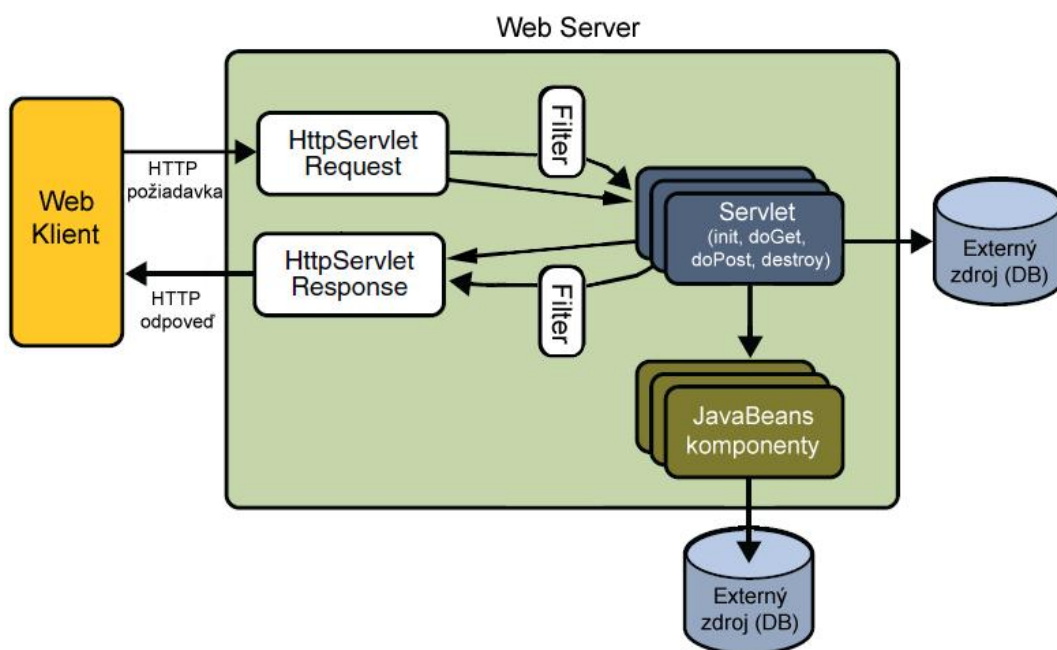 Web Server
Web
Klient
HTTP
požiadavka
HTTP
odpoveď
HttpServlet
Request
HttpServlet
Response
Filter
Filter
Servlet
(init, doGet,
doPost, destroy)
JavaBeans
komponenty
Externý
zdroj (DB)
Externý
zdroj (DB)